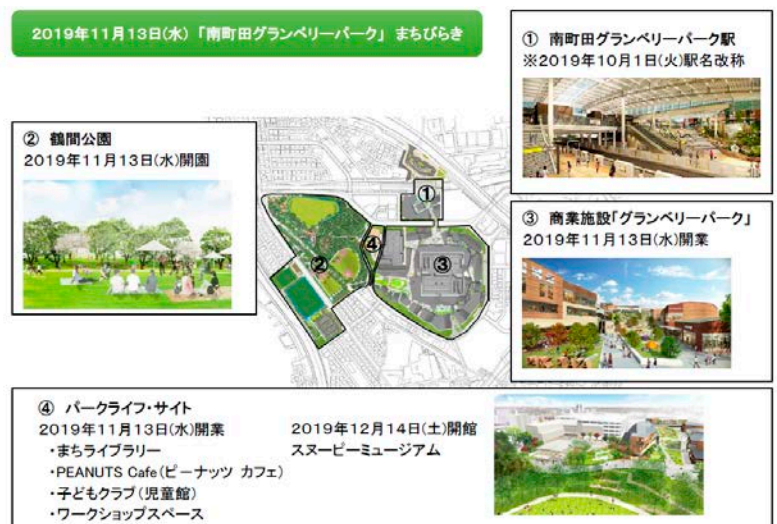 2019年11月13日(水) 「南町田グランベリーパーク」 まちびらき
① 南町田グランベリーパーク駅
※2019年10月1日(火)駅名改称
② 鶴間公園
2019年11月13日(水)開園
①
②
④
③
③ 商業施設「グランベリーパーク」
2019年11月13日(水)開業
④ パークライフ・サイト
2019年11月13日(水)開業
・まちライブラリー
・PEANUTS Cafe(ピーナッツ カフェ)
・子どもクラブ(児童館)
・ワークショップスペース
2019年12月14日(土)開館
スヌーピーミュージアム